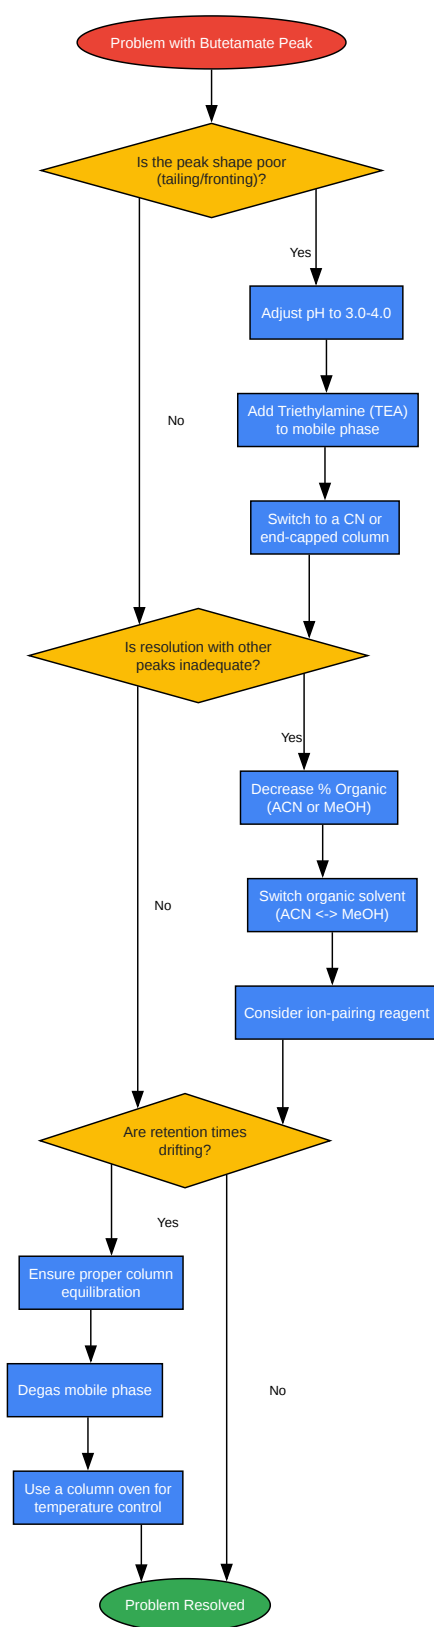 Problem with Butetamate Peak
Is the peak shape poor
(tailing/fronting)?
Yes
Adjust pH to 3.0-4.0
Add Triethylamine (TEA)
to mobile phase
No
Switch to a CN or
end-capped column
Is resolution with other
peaks inadequate?
Yes
Decrease % Organic
(ACN or MeOH)
Switch organic solvent
(ACN <-> MeOH)
No
Consider ion-pairing reagent
Are retention times
drifting?
Yes
Ensure proper column
equilibration
Degas mobile phase
No
Use a column oven for
temperature control
Problem Resolved